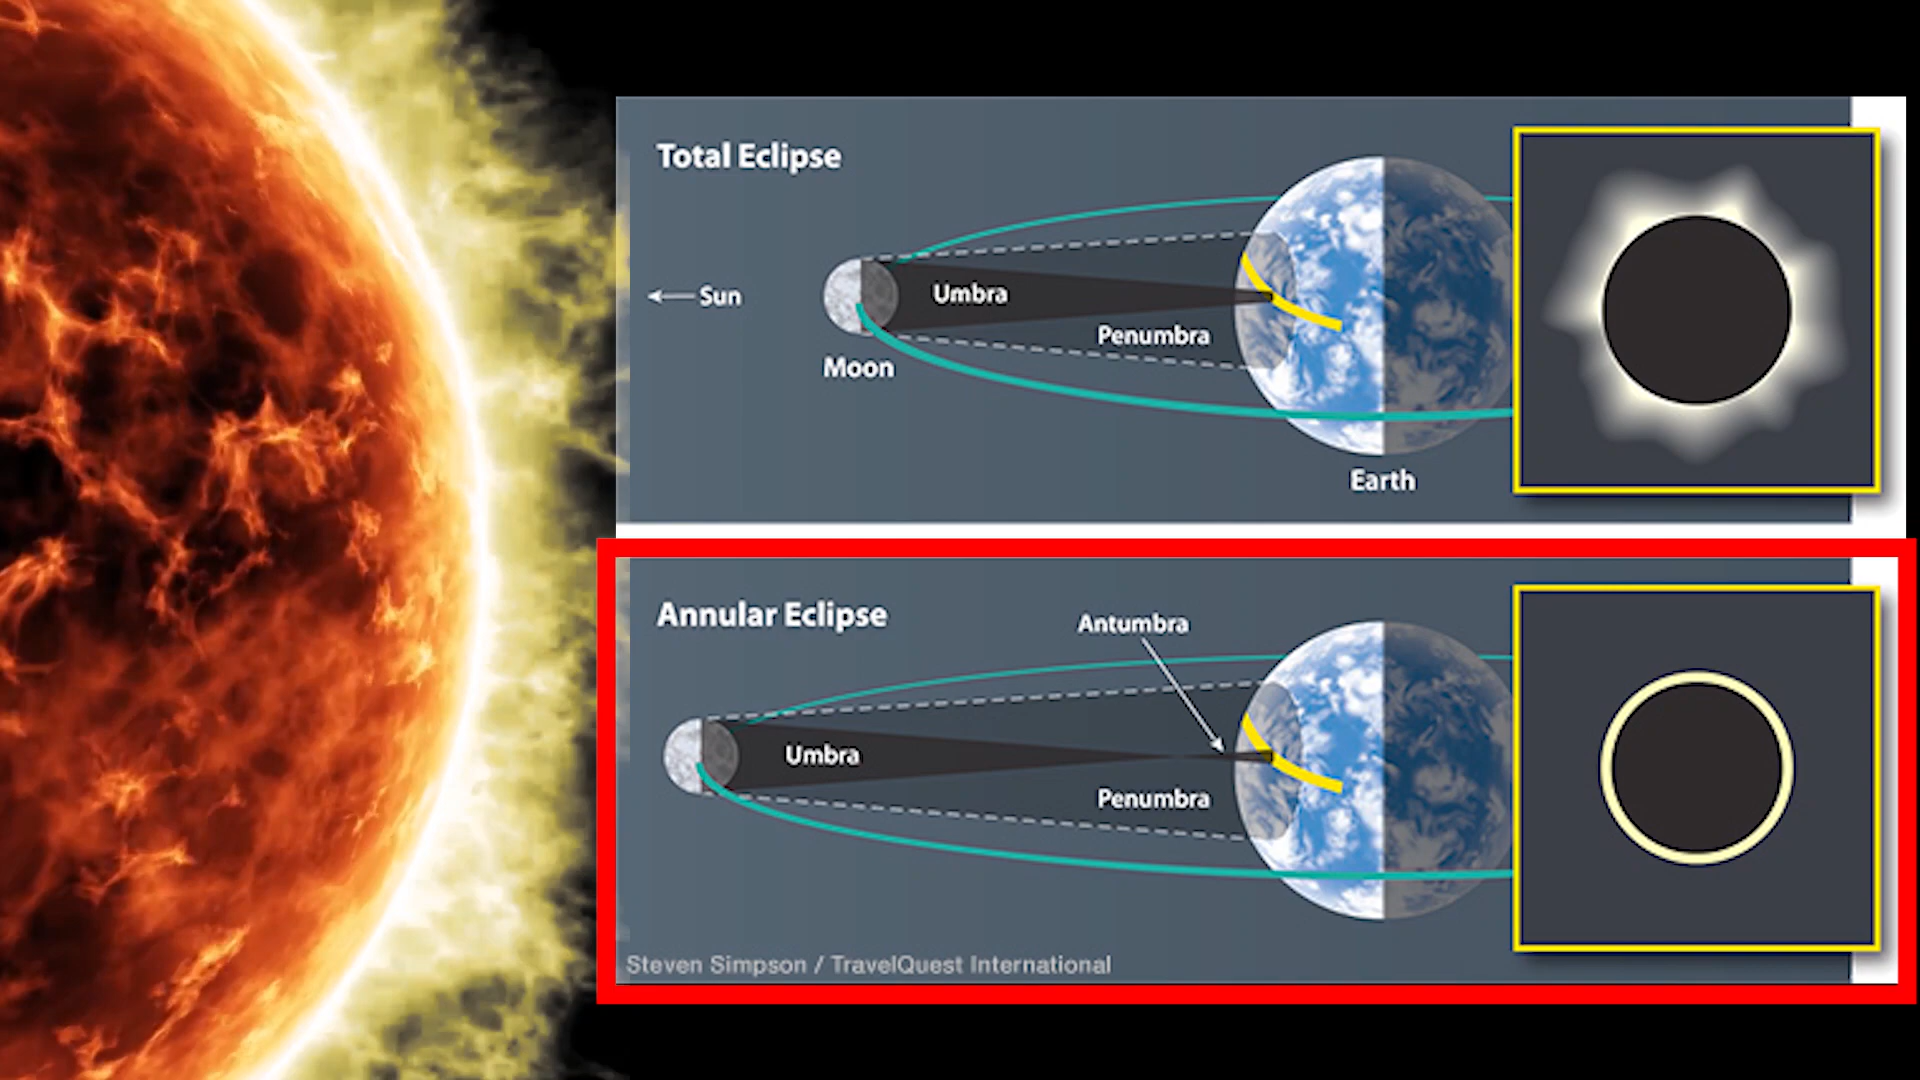 Total Eclipse
Sun
Umbra
Penumbra
Moon
Earth
Annular Eclipse
Antumbra
Umbra
Penumbra
Steven Simpson / TravelQuest International